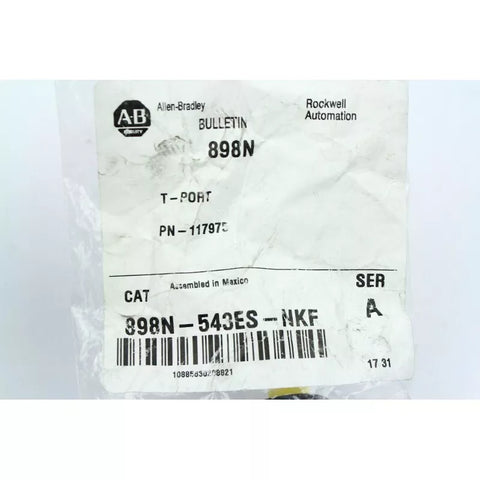 A-B
QUALITY
Allen-Bradley
Rockwell
Automation
BULLETIN
898N
T-PORT
PN-117975
Assembled in Mexico
CAT
SER
898N-543ES-NKF
A
17 31